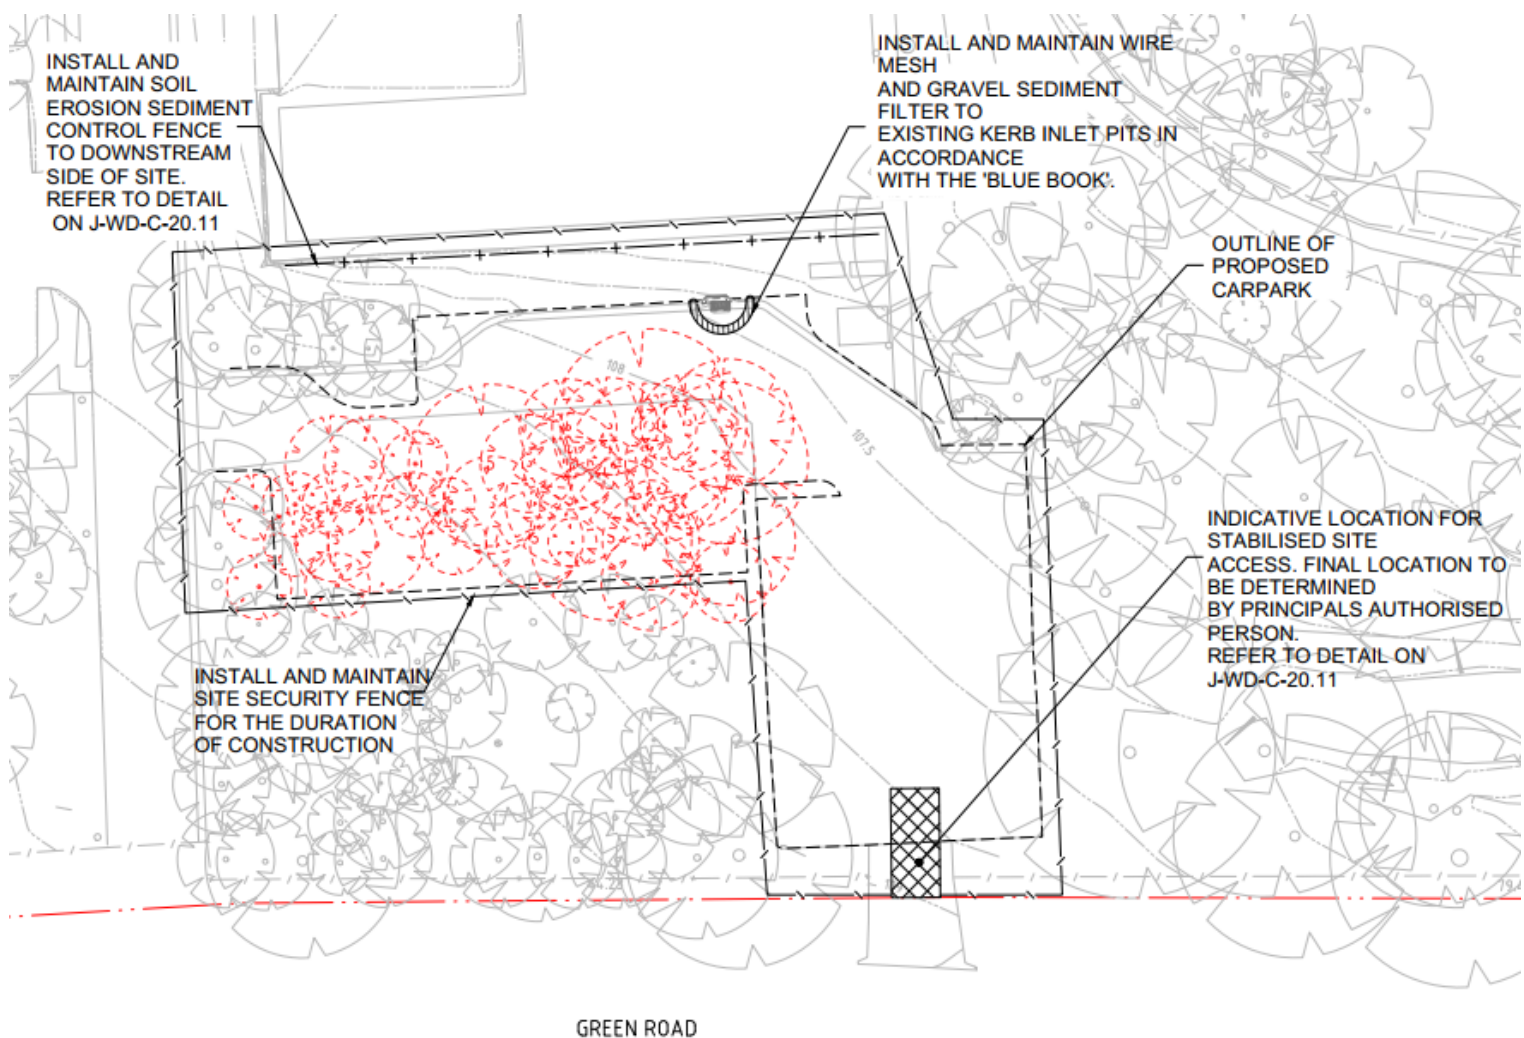 INSTALL AND
MAINTAIN SOIL
EROSION SEDIMENT
CONTROL FENCE
TO DOWNSTREAM
SIDE OF SITE.
REFER TO DETAIL
ON J-WD-C-20.11
INSTALL AND MAINTAIN WIRE
MESH
AND GRAVEL SEDIMENT
FILTER TO
EXISTING KERB INLET PITS IN
ACCORDANCE
WITH THE 'BLUE BOOK'.
OUTLINE OF
PROPOSED
CARPARK
108
107.5
INDICATIVE LOCATION FOR
STABILISED SITE
ACCESS. FINAL LOCATION TO
BE DETERMINED
BY PRINCIPALS AUTHORISED
PERSON.
REFER TO DETAIL ON
J-WD-C-20.11
INSTALL AND MAINTAIN
SITE SECURITY FENCE
FOR THE DURATION
OF CONSTRUCTION
GREEN ROAD